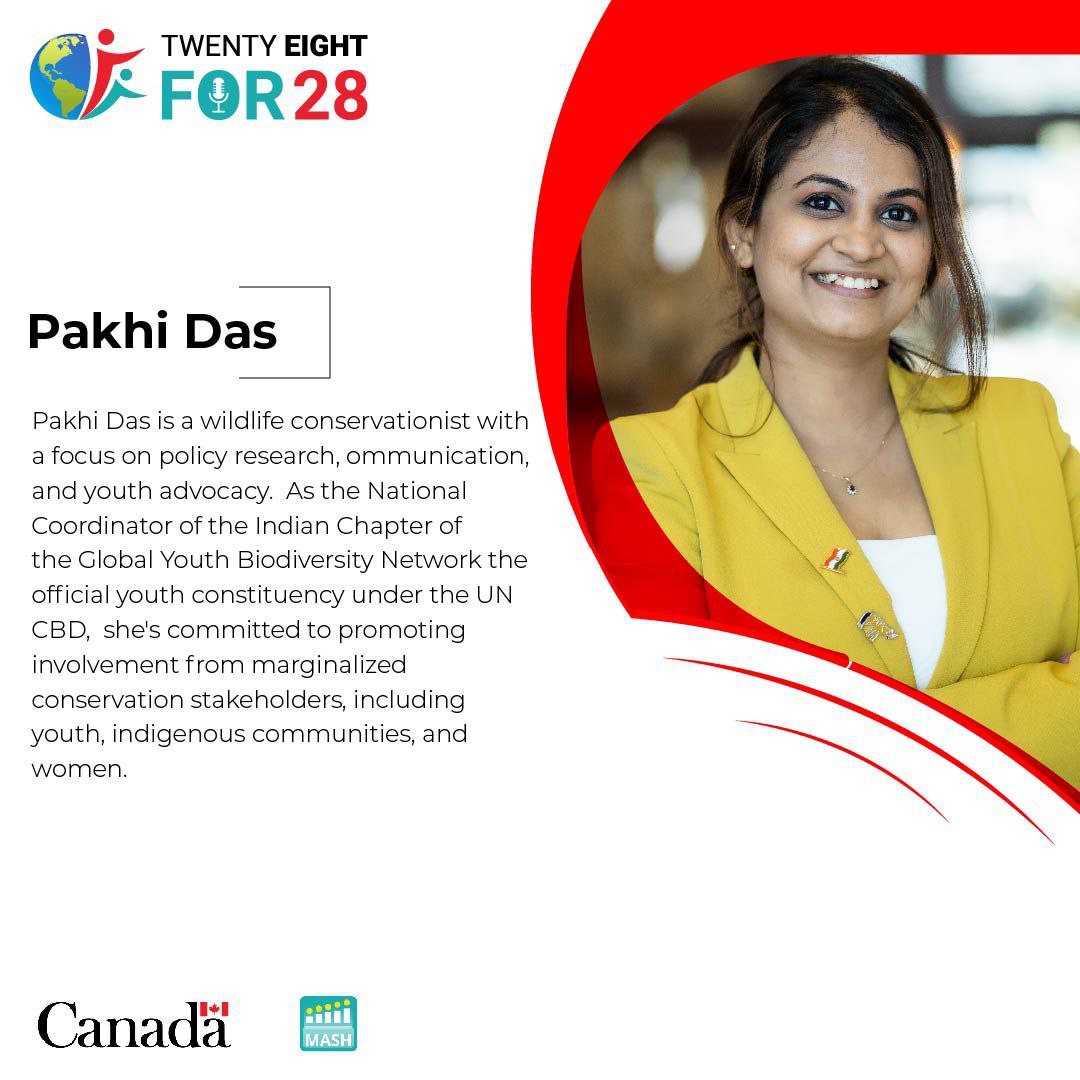 TWENTY EIGHT
FOR 28
Pakhi Das
Pakhi Das is a wildlife conservationist with
a focus on policy research, ommunication,
and youth advocacy.  As the National
Coordinator of the Indian Chapter of
the Global Youth Biodiversity Network the
official youth constituency under the UN
CBD,  she's committed to promoting
involvement from marginalized
conservation stakeholders, including
youth, indigenous communities, and
women.
Canada
MASH